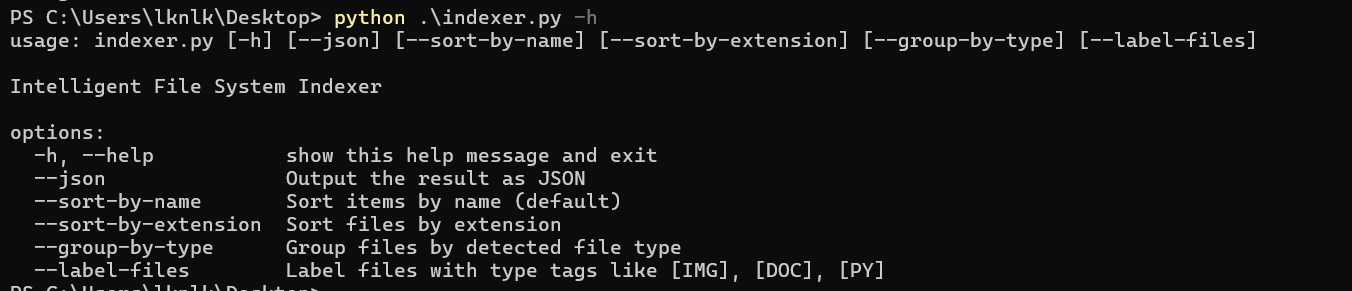 PS C:\Users\lknlk\Desktop> python .\indexer.py -h
usage: indexer.py [-h] [--json] [--sort-by-name] [--sort-by-extension] [--group-by-type] [--label-files]
Intelligent File System Indexer
options:
-h, --help show this help message and exit
--json Output the result as JSON
--sort-by-name Sort items by name (default)
--sort-by-extension Sort files by extension
--group-by-type Group files by detected file type
--label-files Label files with type tags like [IMG], [DOC], [PY]
PS C:\Users\lknlk\Desktop>